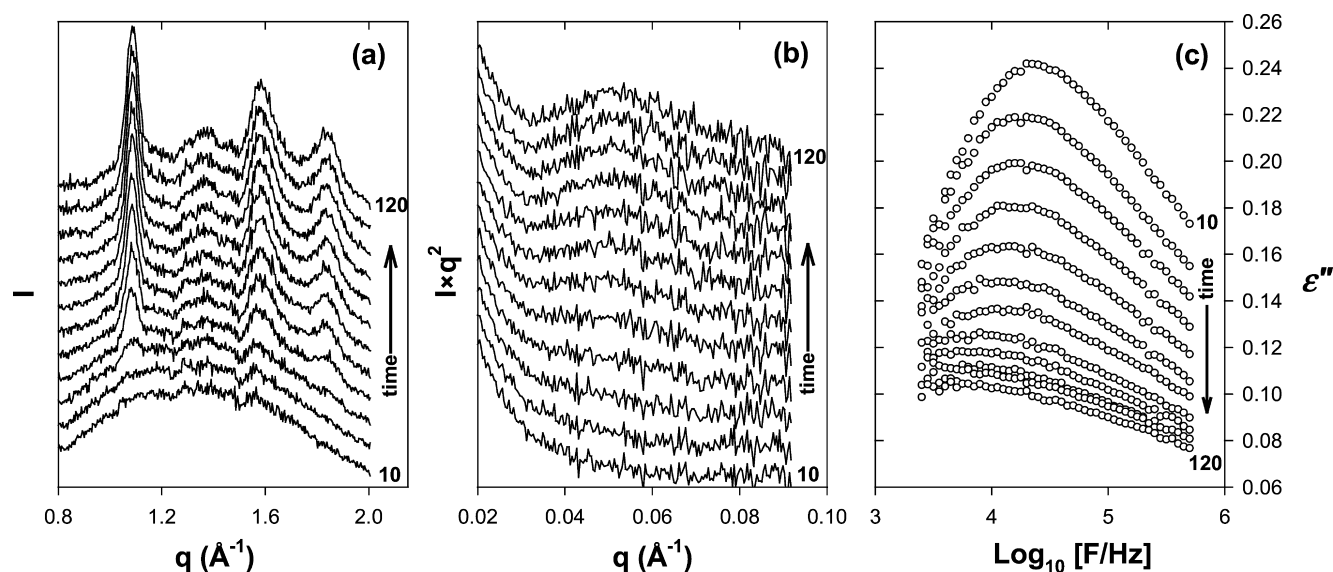 (a)
I
120
time
10
0.8 1.2 1.6 2.0
q (Å⁻¹)
(b)
I×q²
120
time
10
0.02 0.04 0.06 0.08 0.10
q (Å⁻¹)
(c)
0.26
0.24
0.22
0.20
0.18
0.16
0.14
0.12
0.10
0.08
0.06
ε″
10
time
120
3 4 5 6
Log₁₀ [F/Hz]